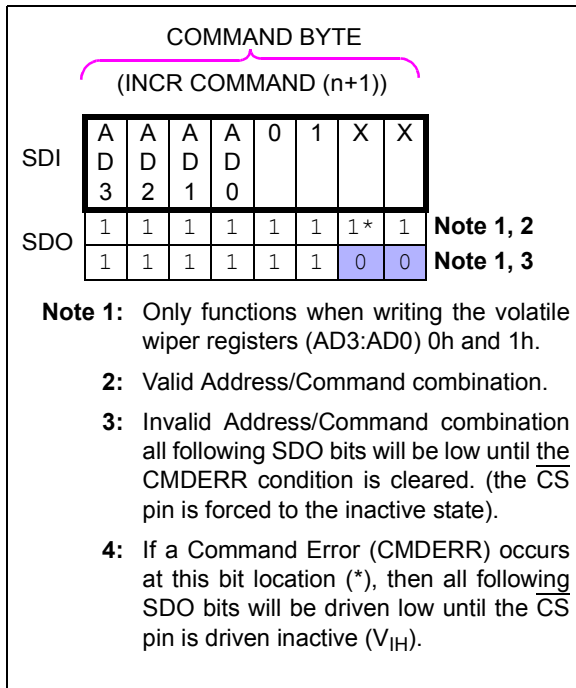 COMMAND BYTE
(INCR COMMAND (n+1))
SDI
A D 3 A D 2 A D 1 A D 0 0 1 X X
SDO
1 1 1 1 1 1 1* 1 Note 1, 2
1 1 1 1 1 1 0 0 Note 1, 3
Note 1: Only functions when writing the volatile
wiper registers (AD3:AD0) 0h and 1h.
2: Valid Address/Command combination.
3: Invalid Address/Command combination
all following SDO bits will be low until the
CMDERR condition is cleared. (the C̅S̅
pin is forced to the inactive state).
4: If a Command Error (CMDERR) occurs
at this bit location (*), then all following
SDO bits will be driven low until the C̅S̅
pin is driven inactive (VIH).